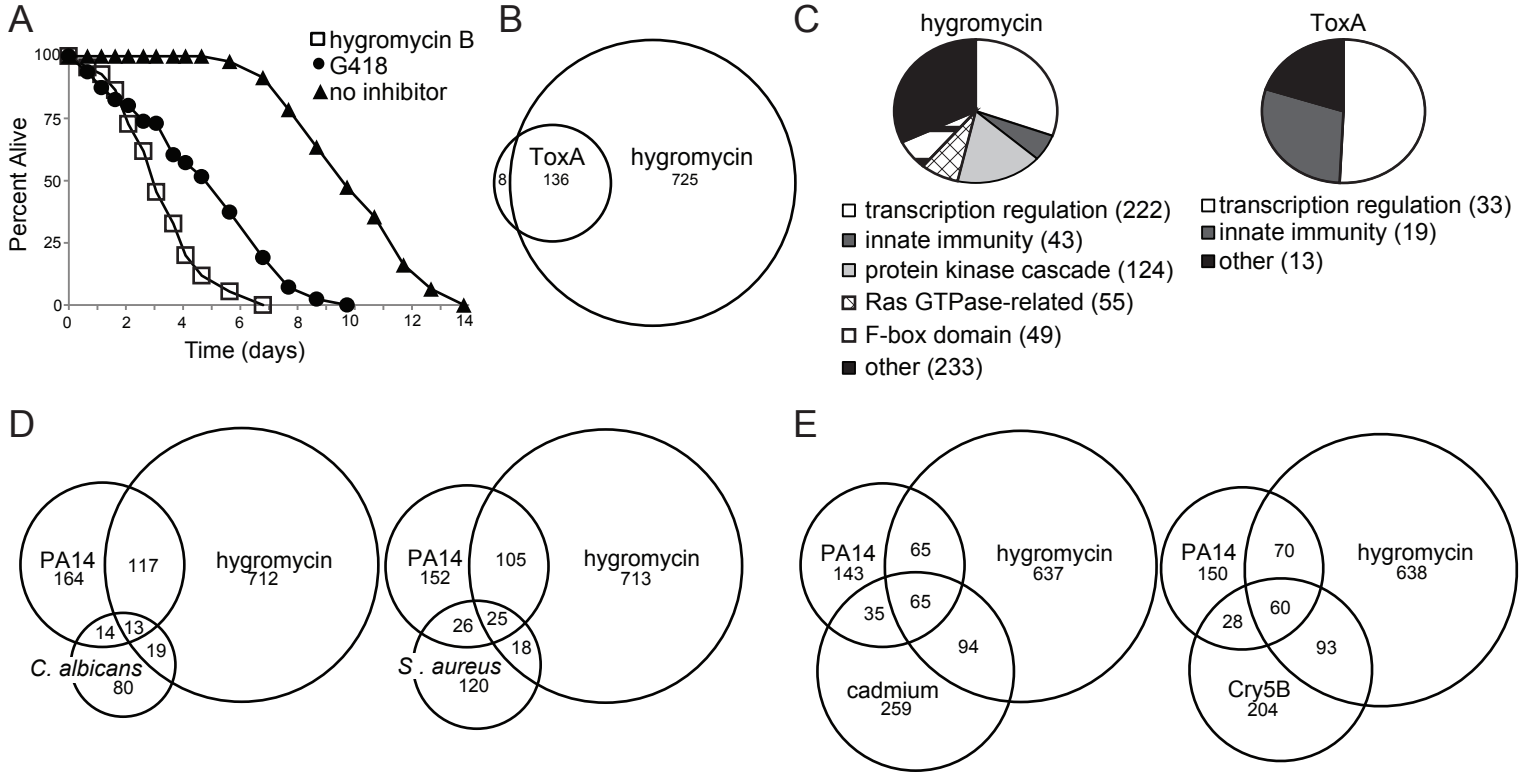 A
100
75
50
25
0
Percent Alive
0 2 4 6 8 10 12 14
Time (days)
hygromycin B
G418
no inhibitor
B
8
ToxA
136
hygromycin
725
C
hygromycin
transcription regulation (222)
innate immunity (43)
protein kinase cascade (124)
Ras GTPase-related (55)
F-box domain (49)
other (233)
ToxA
transcription regulation (33)
innate immunity (19)
other (13)
D
PA14
164
117
hygromycin
712
14
13
19
C. albicans
80
PA14
152
105
hygromycin
713
26
25
18
S. aureus
120
E
PA14
143
65
hygromycin
637
35
65
94
cadmium
259
PA14
150
70
hygromycin
638
28
60
93
Cry5B
204